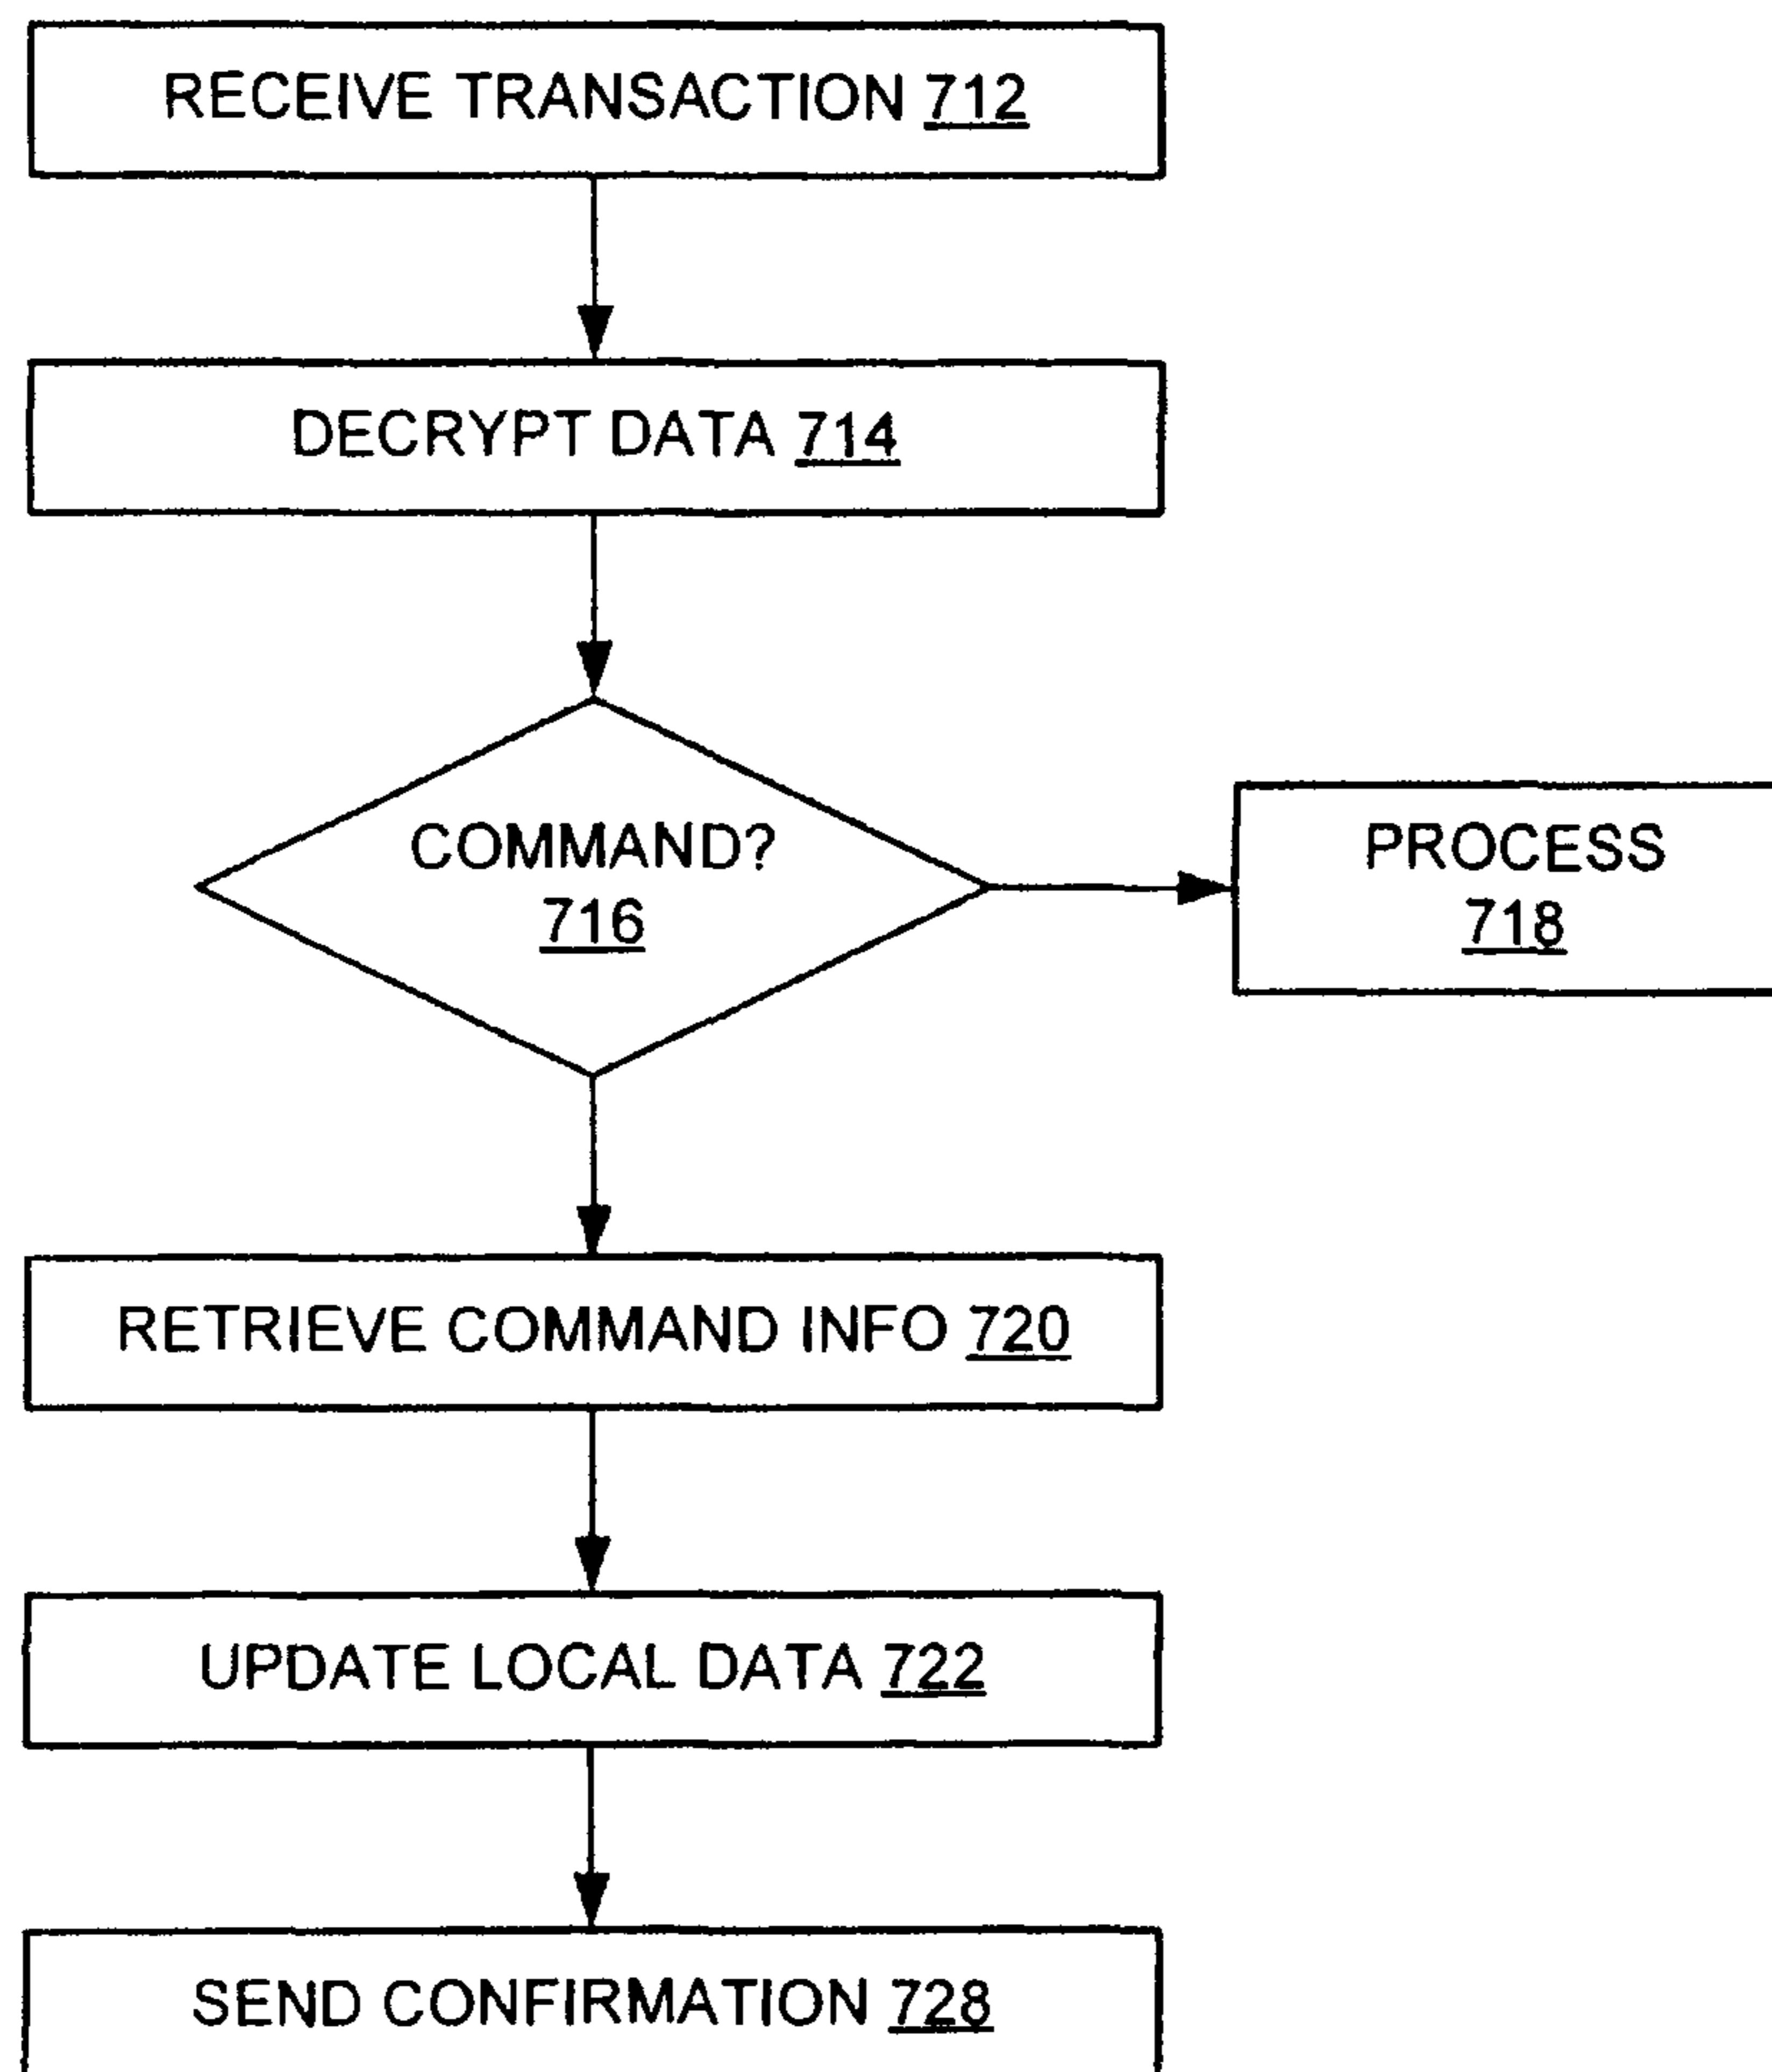 RECEIVE TRANSACTION 712
DECRYPT DATA 714
COMMAND?
716
PROCESS
718
RETRIEVE COMMAND INFO 720
UPDATE LOCAL DATA 722
SEND CONFIRMATION 728